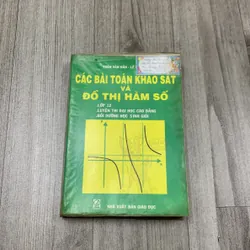 CÁC BÀI TOÁN KHẢO SÁT
VÀ
ĐỒ THỊ HÀM SỐ
LỚP 12
LUYỆN THI ĐẠI HỌC CAO ĐẲNG
BỒI DƯỠNG HỌC SINH GIỎI
NHÀ XUẤT BẢN GIÁO DỤC